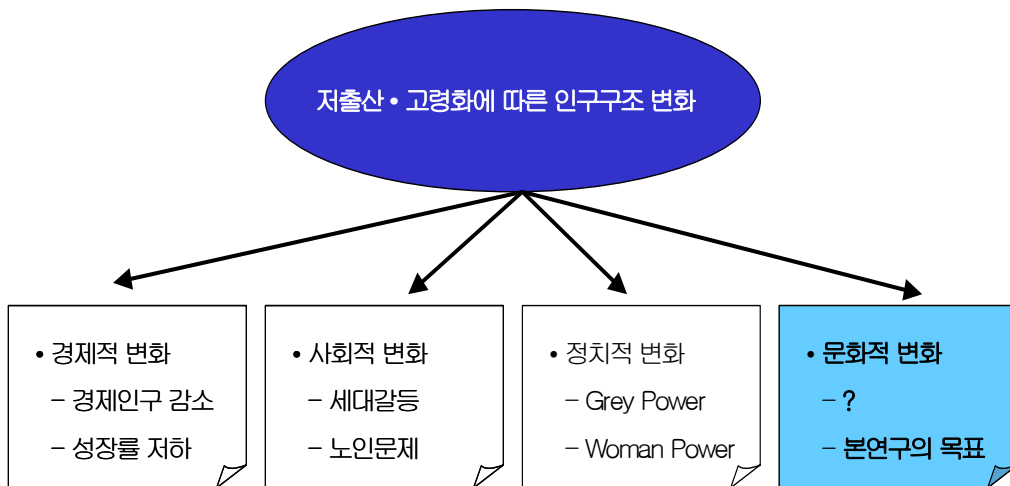 저출산 • 고령화에 따른 인구구조 변화
• 경제적 변화
– 경제인구 감소
– 성장률 저하
• 사회적 변화
– 세대갈등
– 노인문제
• 정치적 변화
– Grey Power
– Woman Power
• 문화적 변화
– ?
– 본연구의 목표